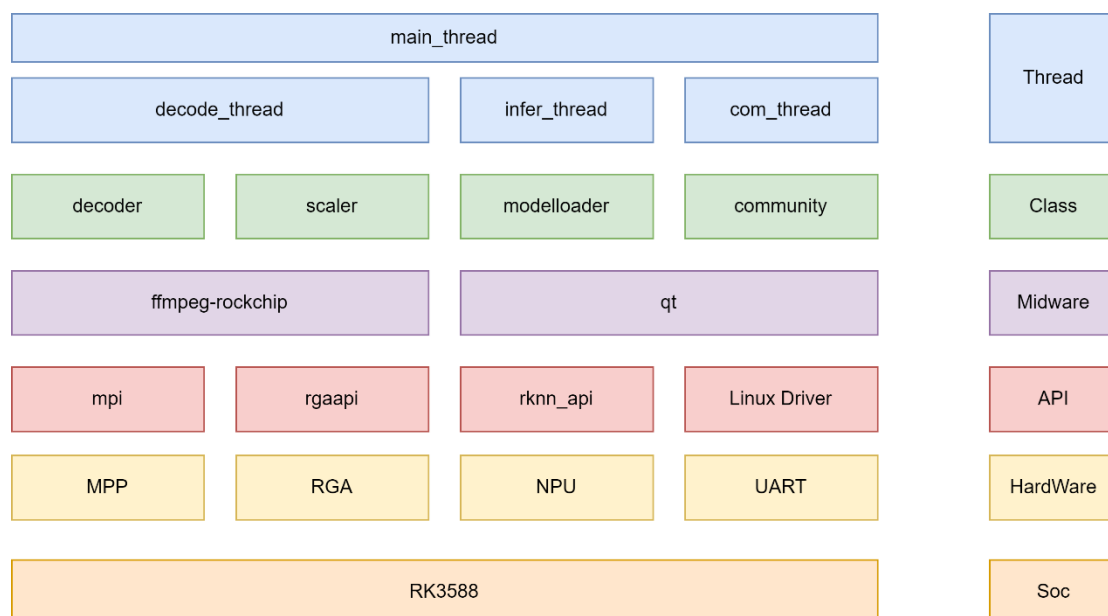 main_thread
Thread
decode_thread
infer_thread
com_thread
decoder
scaler
modelloader
community
Class
ffmpeg-rockchip
qt
Midware
mpi
rgaapi
rknn_api
Linux Driver
API
MPP
RGA
NPU
UART
HardWare
RK3588
Soc